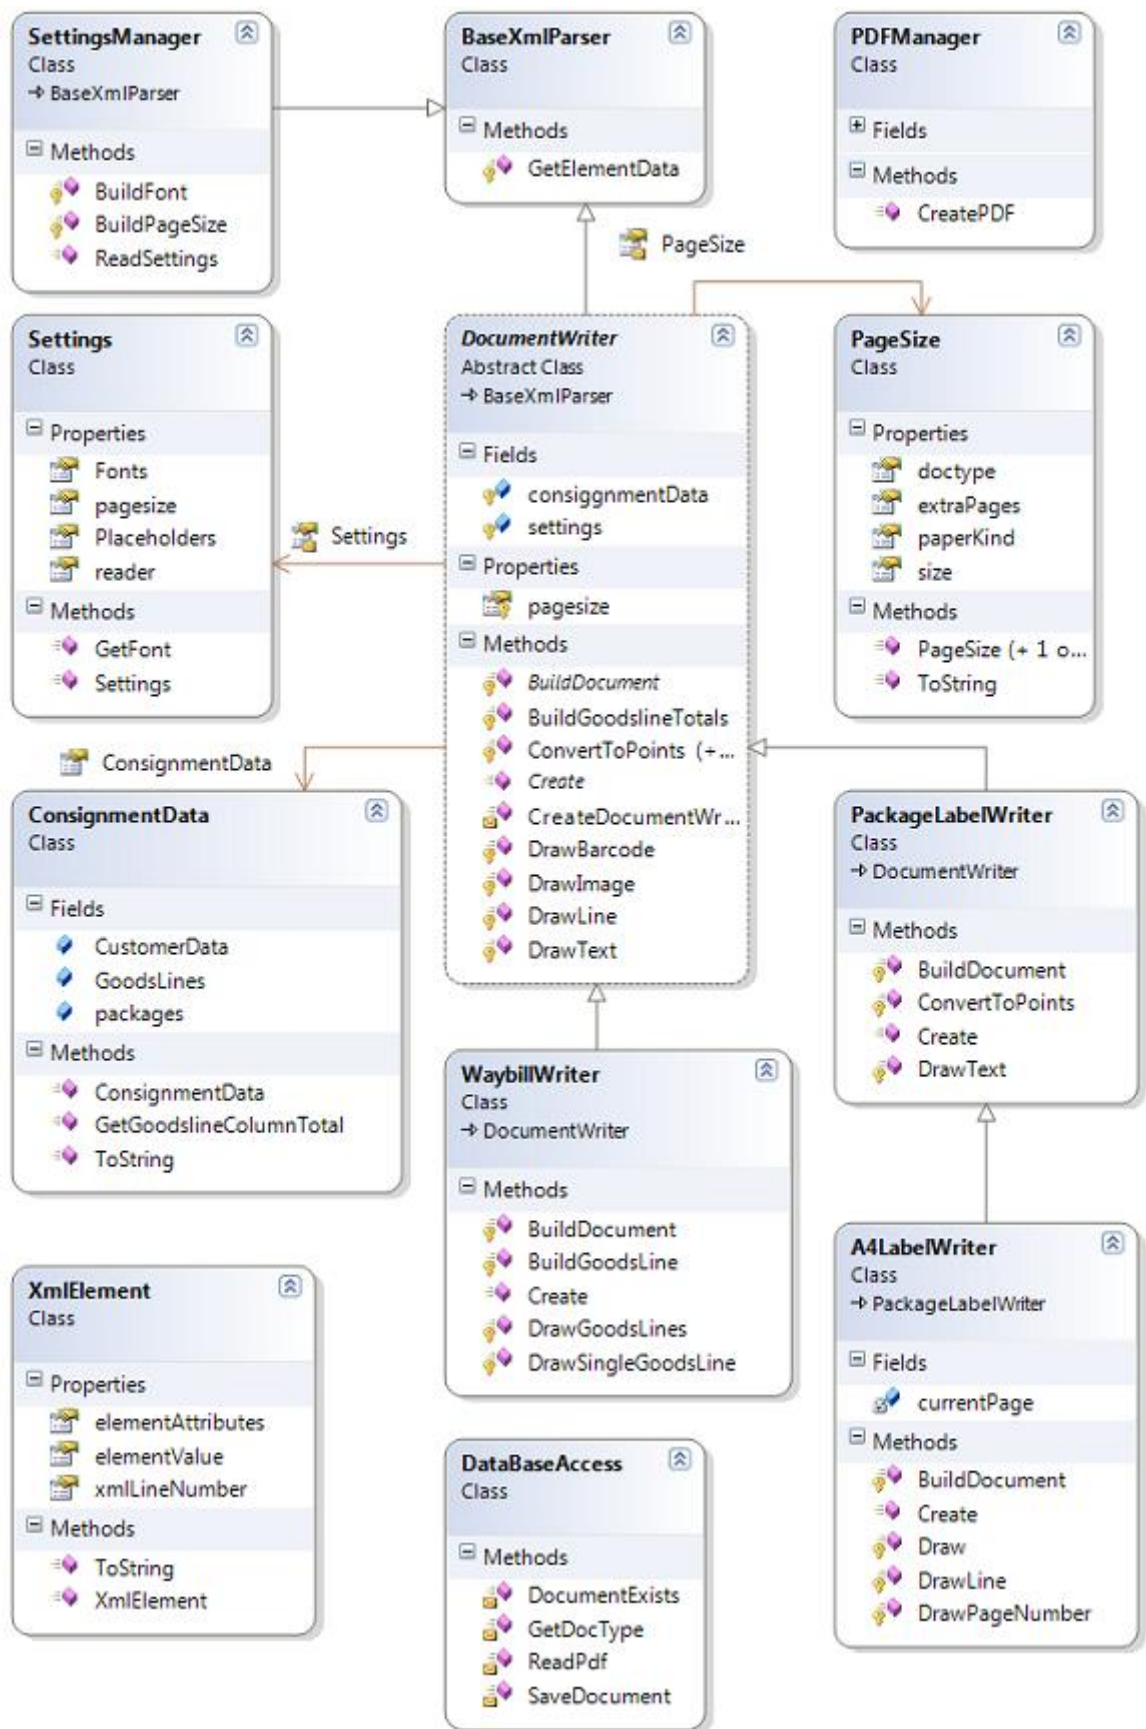 SettingsManager
Class
BaseXmlParser
Methods
BuildFont
BuildPageSize
ReadSettings
BaseXmlParser
Class
Methods
GetElementData
PDFManager
Class
Fields
Methods
CreatePDF
PageSize
Settings
Class
Properties
Fonts
pagesize
Placeholders
reader
Methods
GetFont
Settings
Settings
DocumentWriter
Abstract Class
BaseXmlParser
Fields
consiggnmentData
settings
Properties
pagesize
Methods
BuildDocument
BuildGoodslineTotals
ConvertToPoints (+...
Create
CreateDocumentWr...
DrawBarcode
DrawImage
DrawLine
DrawText
PageSize
Class
Properties
doctype
extraPages
paperKind
size
Methods
PageSize (+ 1 o...
ToString
ConsignmentData
ConsignmentData
Class
Fields
CustomerData
GoodsLines
packages
Methods
ConsignmentData
GetGoodslineColumnTotal
ToString
PackageLabelWriter
Class
DocumentWriter
Methods
BuildDocument
ConvertToPoints
Create
DrawText
WaybillWriter
Class
DocumentWriter
Methods
BuildDocument
BuildGoodsLine
Create
DrawGoodsLines
DrawSingleGoodsLine
A4LabelWriter
Class
PackageLabelWriter
Fields
currentPage
Methods
BuildDocument
Create
Draw
DrawLine
DrawPageNumber
XmlElement
Class
Properties
elementAttributes
elementValue
xmlLineNumber
Methods
ToString
XmlElement
DataBaseAccess
Class
Methods
DocumentExists
GetDocType
ReadPdf
SaveDocument